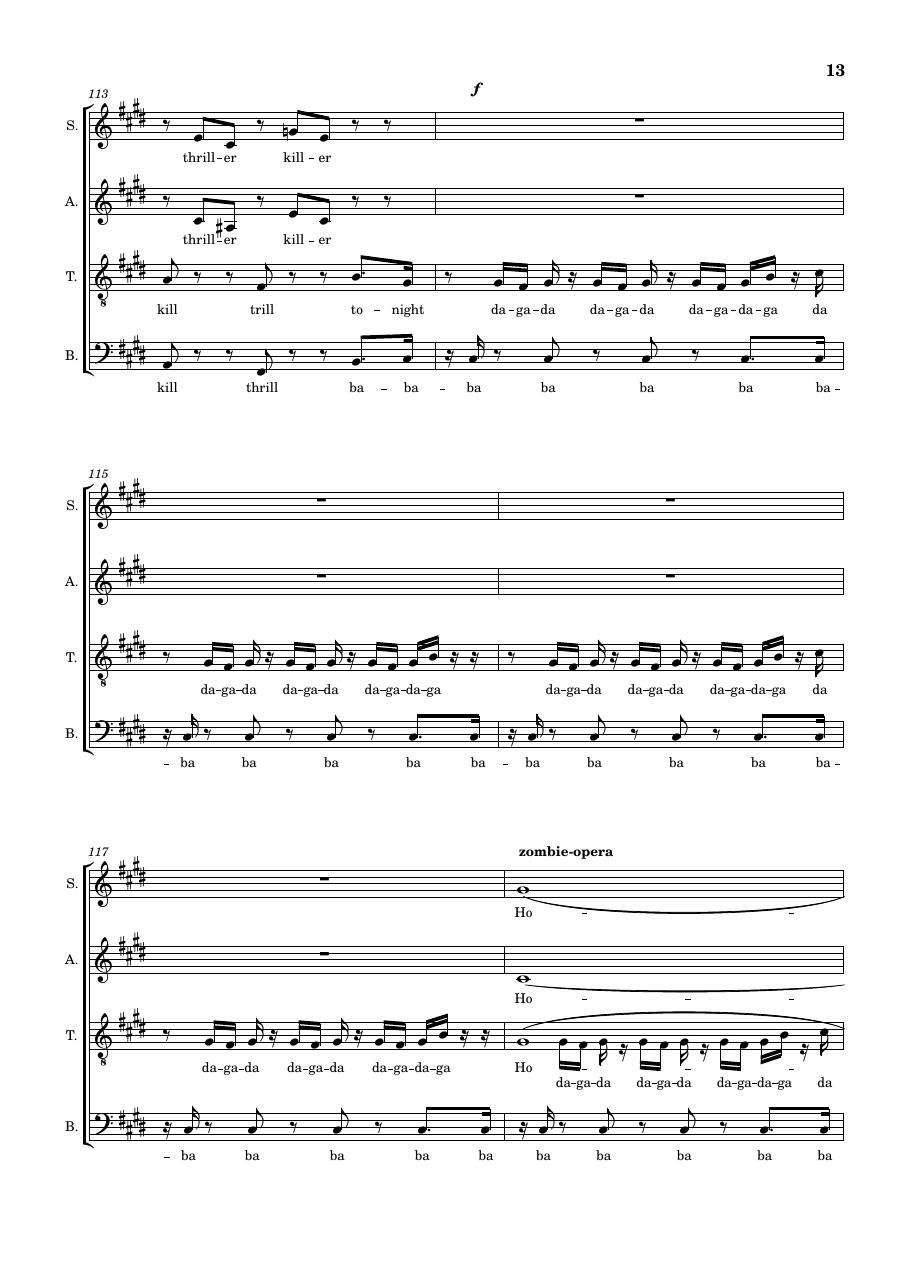 13
113
f
S.
thrill-er kill-er
A.
thrill-er kill-er
T.
kill trill to-night da-ga-da da-ga-da da-ga-da-ga da
B.
kill thrill ba-ba-ba ba ba ba ba-
115
S.
A.
T.
da-ga-da da-ga-da da-ga-da-ga da-ga-da da-ga-da da-ga-da-ga da
B.
-ba ba ba ba ba-ba ba ba ba ba-
117
zombie-opera
S.
Ho - -
A.
Ho - - -
T.
da-ga-da da-ga-da da-ga-da-ga Ho - - -
da-ga-da da-ga-da da-ga-da-ga da
B.
-ba ba ba ba ba ba ba ba ba ba